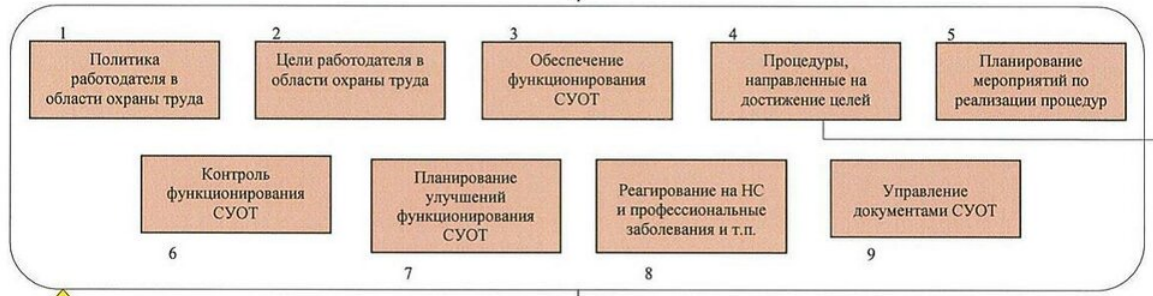 1
Политика
работодателя в
области охраны труда
2
Цели работодателя в
области охраны труда
3
Обеспечение
функционирования
СУОТ
4
Процедуры,
направленные на
достижение целей
5
Планирование
мероприятий по
реализации процедур
Контроль
функционирования
СУОТ
6
Планирование
улучшений
функционирования
СУОТ
7
Реагирование на НС
и профессиональные
заболевания и т.п.
8
Управление
документами СУОТ
9